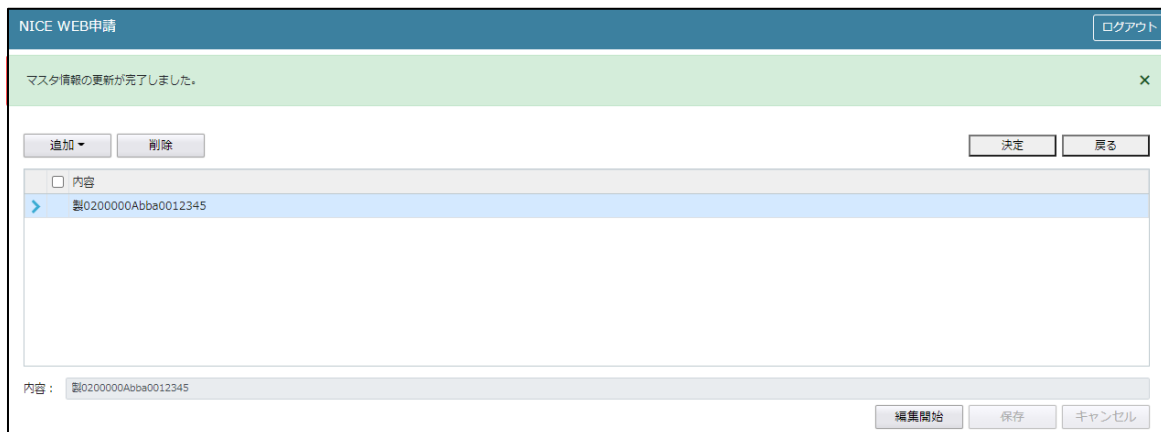 NICE WEB申請 ログアウト
マスタ情報の更新が完了しました。 ×
追加 削除 決定 戻る
内容
製0200000Abba0012345
内容： 製0200000Abba0012345
編集開始 保存 キャンセル